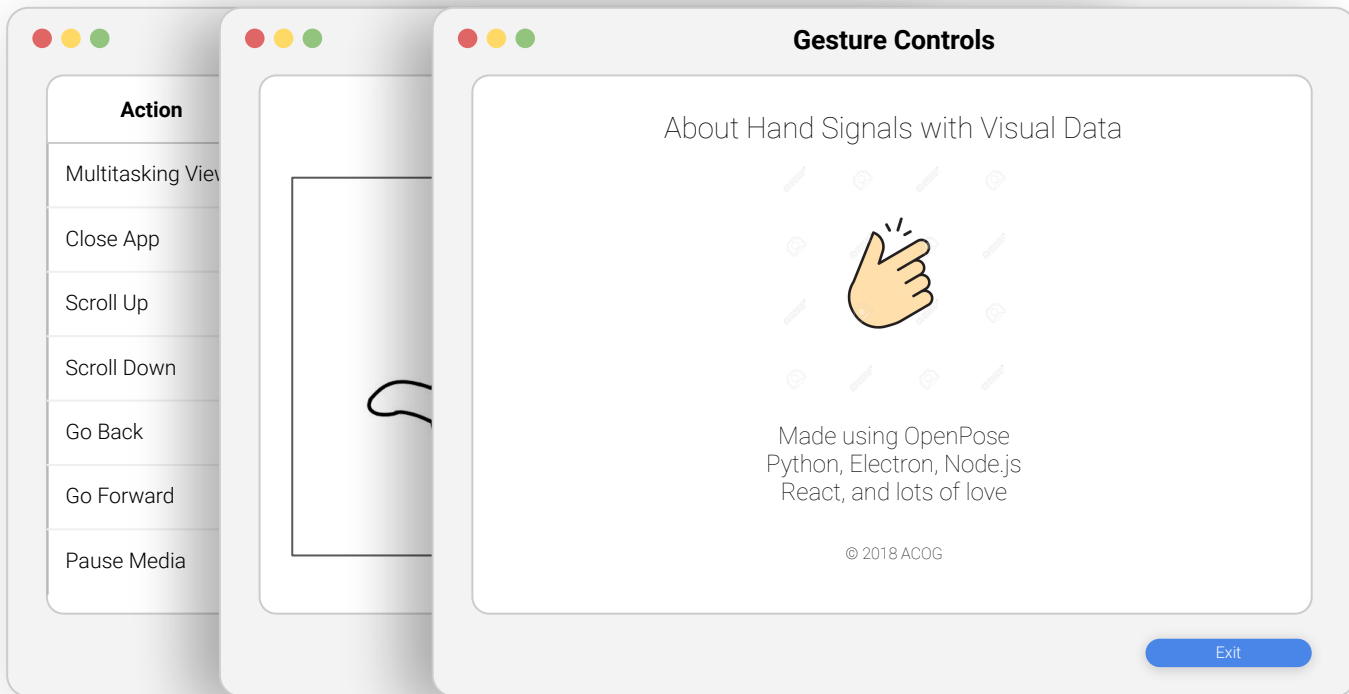 Action
Multitasking View
Close App
Scroll Up
Scroll Down
Go Back
Go Forward
Pause Media
Gesture Controls
About Hand Signals with Visual Data
Made using OpenPose
Python, Electron, Node.js
React, and lots of love
© 2018 ACOG
Exit